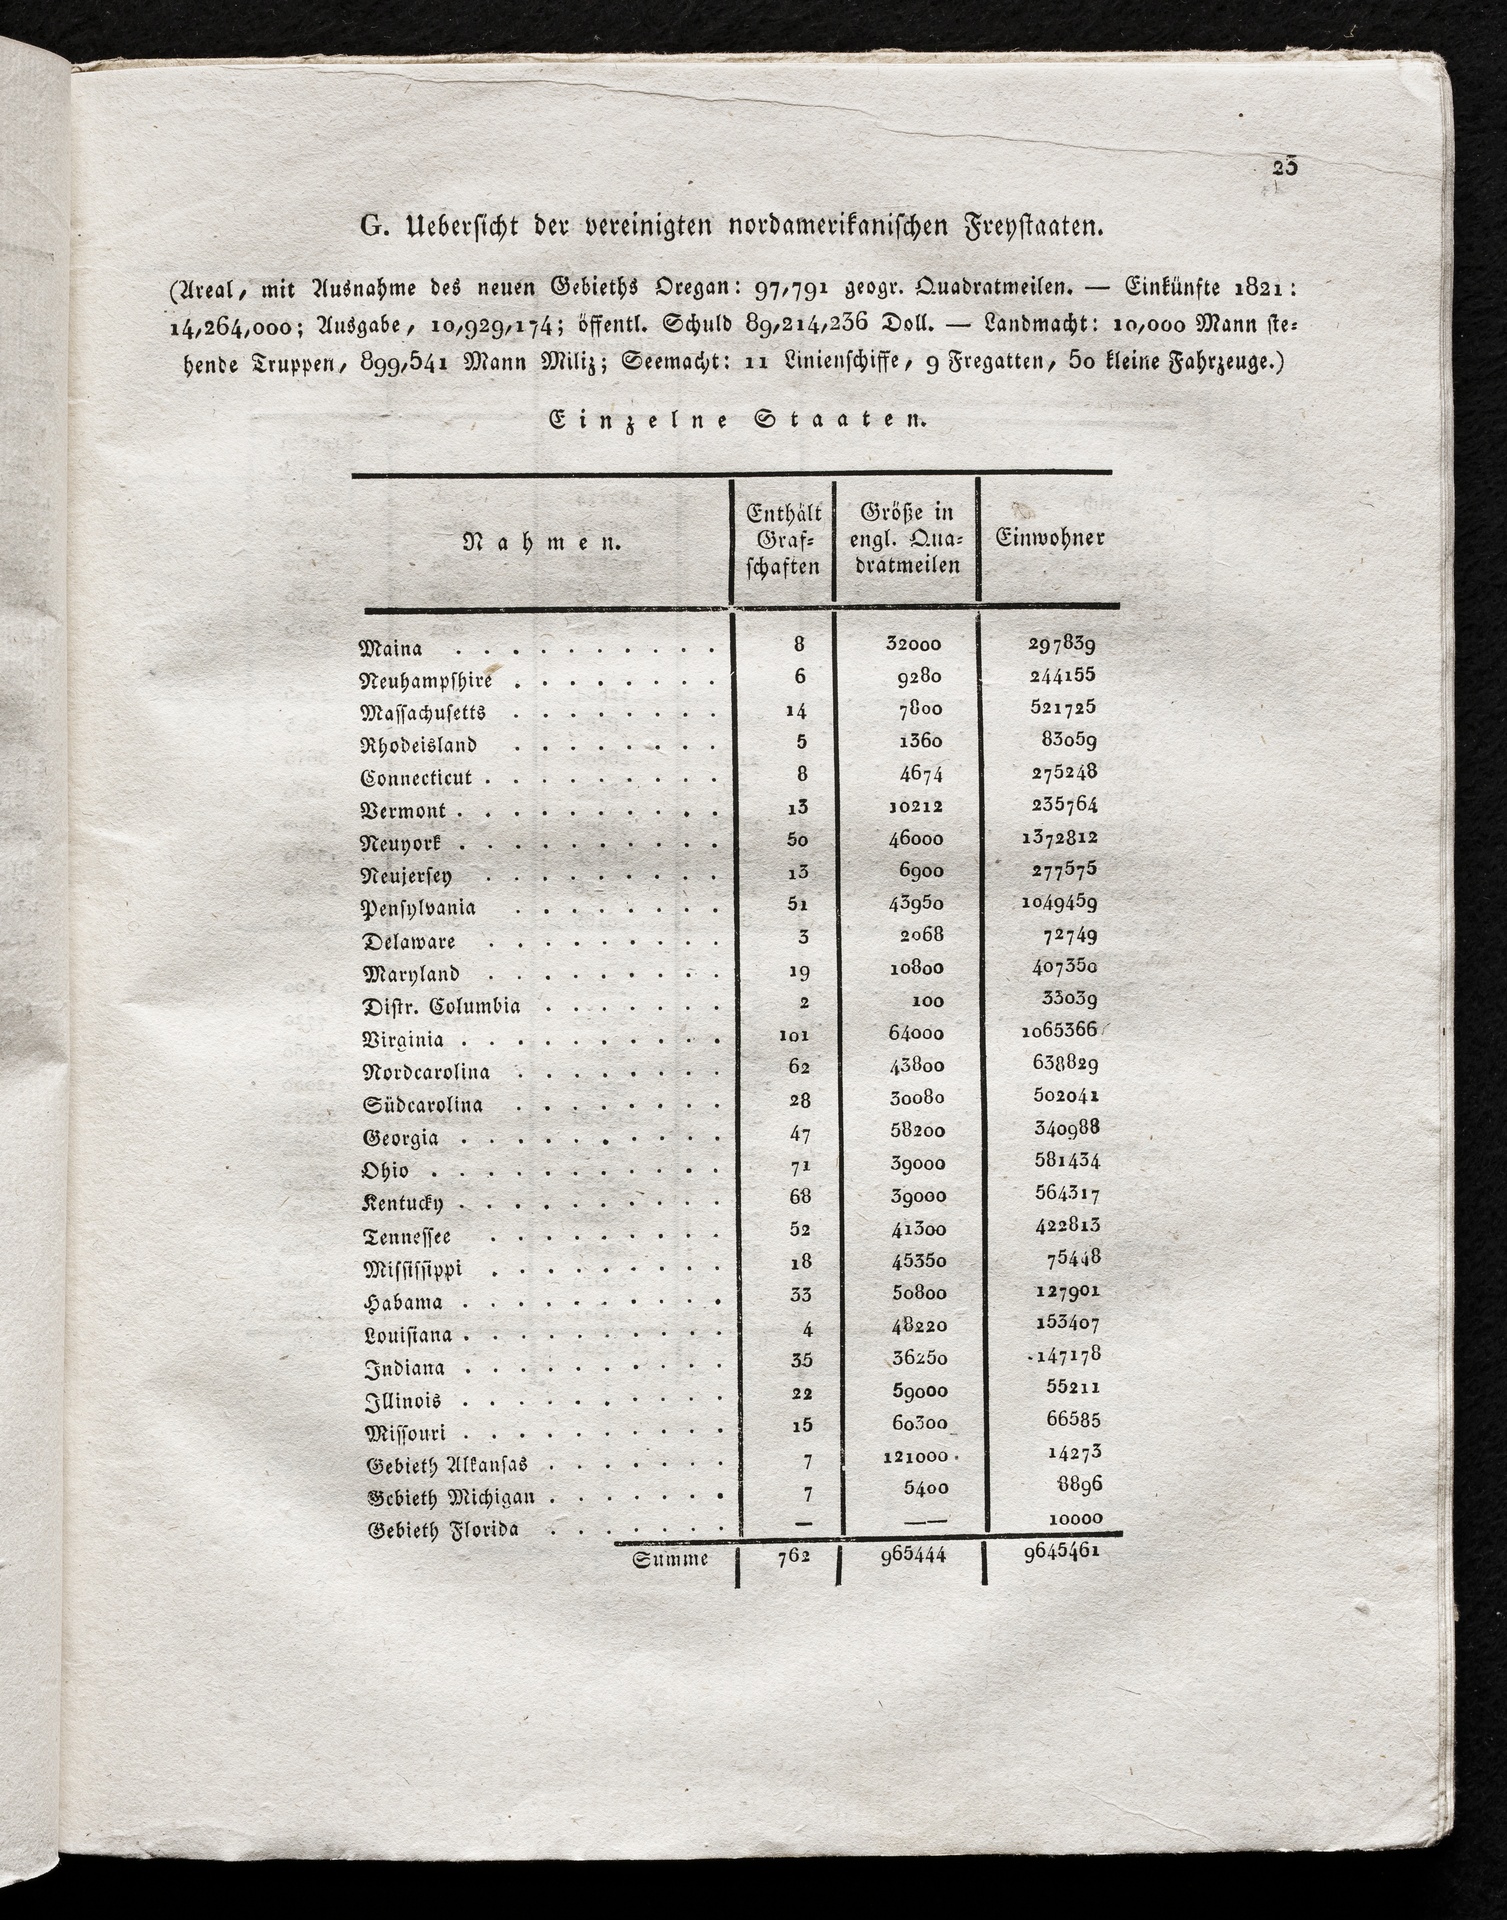 25
G. Uebersicht der vereinigten nordamerikanischen Freystaaten.
(Areal, mit Ausnahme des neuen Gebieths Oregan: 97,791 geogr. Quadratmeilen. — Einkünfte 1821:
14,264,000; Ausgabe, 10,929,174; öffentl. Schuld 89,214,236 Doll. — Landmacht: 10,000 Mann ste-
hende Truppen, 899,541 Mann Miliz; Seemacht: 11 Linienschiffe, 9 Fregatten, 50 kleine Fahrzeuge.)
Einzelne Staaten.
Nahmen. Enthält Graf- schaften Größe in engl. Qua- dratmeilen Einwohner
Maina . . . . . . . . . . 8 32000 297839
Neuhampshire . . . . . . . . 6 9280 244155
Massachusetts . . . . . . . . 14 7800 521725
Rhodeisland . . . . . . . . 5 1360 83059
Connecticut . . . . . . . . . 8 4674 275248
Vermont . . . . . . . . . . 13 10212 235764
Neuyork . . . . . . . . . . 50 46000 1372812
Neujersey . . . . . . . . . 13 6900 277575
Pensylvania . . . . . . . . 51 43950 1049459
Delaware . . . . . . . . . 3 2068 72749
Maryland . . . . . . . . . 19 10800 407350
Distr. Columbia . . . . . . . 2 100 33039
Virginia . . . . . . . . . . 101 64000 1065366
Nordcarolina . . . . . . . . 62 43800 638829
Südcarolina . . . . . . . . 28 30080 502041
Georgia . . . . . . . . . . 47 58200 340988
Ohio . . . . . . . . . . . 71 39000 581434
Kentucky . . . . . . . . . . 68 39000 564317
Tennessee . . . . . . . . . 52 41300 422813
Mississippi . . . . . . . . . 18 45350 75448
Habama . . . . . . . . . . 33 50800 127901
Louisiana . . . . . . . . . . 4 48220 153407
Indiana . . . . . . . . . . 35 36250 147178
Illinois . . . . . . . . . . 22 59000 55211
Missouri . . . . . . . . . . 15 60300 66585
Gebieth Alkansas . . . . . . . 7 121000 14273
Gebieth Michigan . . . . . . . 7 5400 8896
Gebieth Florida . . . . . . . — —— 10000
Summe 762 965444 9645461